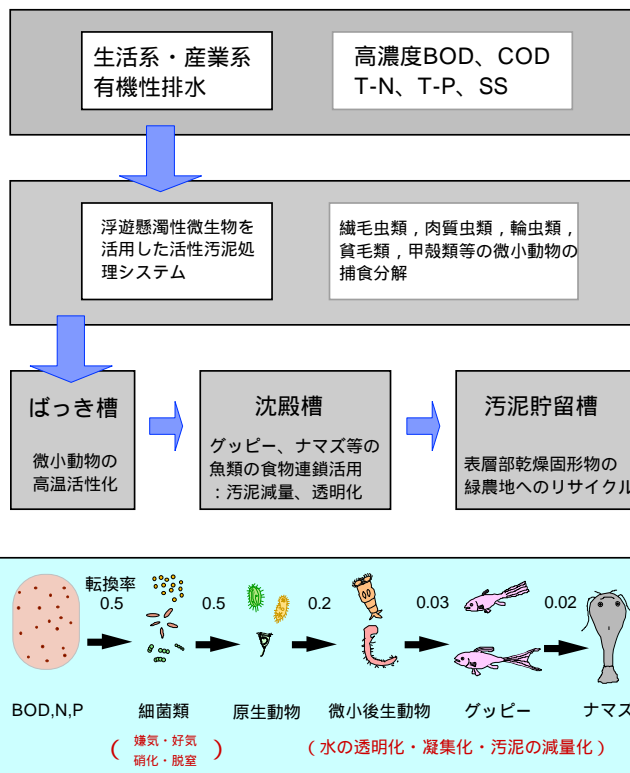 生活系・産業系
有機性排水
高濃度BOD、COD
T-N、T-P、SS
浮遊懸濁性微生物を
活用した活性汚泥処
理システム
繊毛虫類，肉質虫類，輪虫類，
貧毛類，甲殻類等の微小動物の
捕食分解
ばっき槽
微小動物の
高温活性化
沈殿槽
グッピー、ナマズ等の
魚類の食物連鎖活用
：汚泥減量、透明化
汚泥貯留槽
表層部乾燥固形物の
緑農地へのリサイクル
転換率
0.5
0.5
0.2
0.03
0.02
BOD,N,P
細菌類
原生動物
微小後生動物
グッピー
ナマズ
（嫌気・好気
硝化・脱窒）
（水の透明化・凝集化・汚泥の減量化）